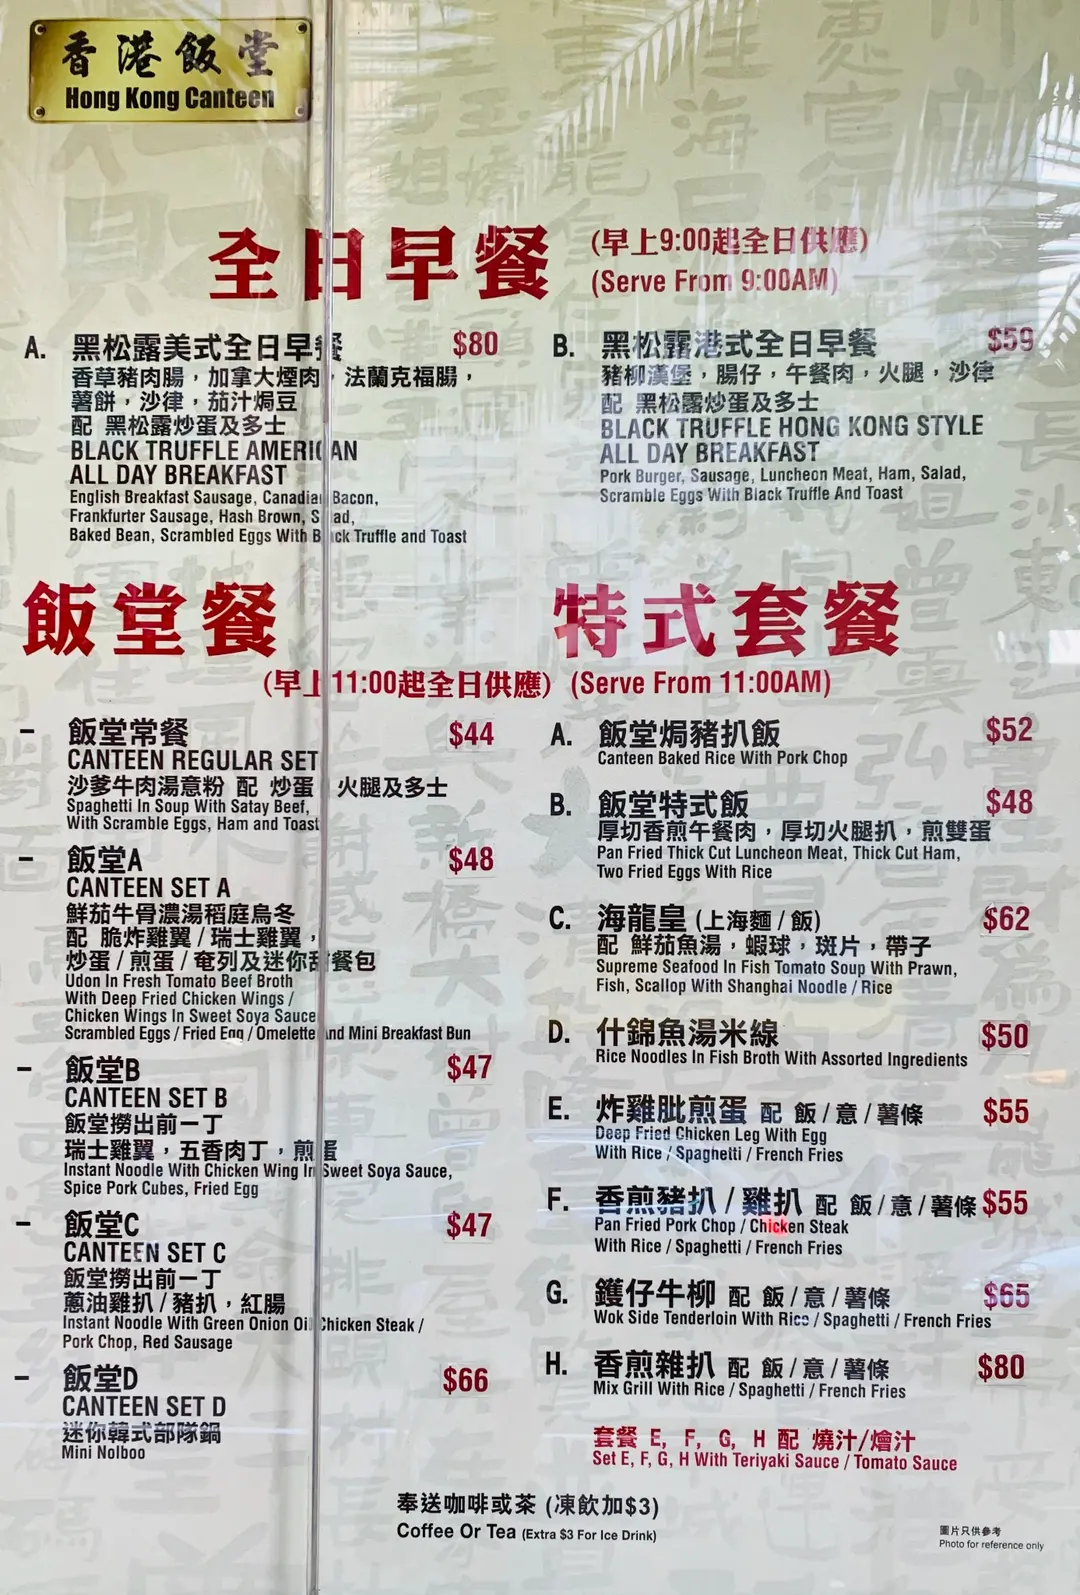 香港飯堂
Hong Kong Canteen
全日早餐
(早上9:00起全日供應)
(Serve From 9:00AM)
A. 黑松露美式全日早餐 $80
香草豬肉腸，加拿大煙肉，法蘭克福腸，
薯餅，沙律，茄汁焗豆
配 黑松露炒蛋及多士
BLACK TRUFFLE AMERICAN
ALL DAY BREAKFAST
English Breakfast Sausage, Canadian Bacon,
Frankfurter Sausage, Hash Brown, Salad,
Baked Bean, Scrambled Eggs With Black Truffle and Toast
B. 黑松露港式全日早餐 $59
豬柳漢堡，腸仔，午餐肉，火腿，沙律
配 黑松露炒蛋及多士
BLACK TRUFFLE HONG KONG STYLE
ALL DAY BREAKFAST
Pork Burger, Sausage, Luncheon Meat, Ham, Salad,
Scramble Eggs With Black Truffle And Toast
飯堂餐
特式套餐
(早上11:00起全日供應) (Serve From 11:00AM)
- 飯堂常餐 $44
CANTEEN REGULAR SET
沙爹牛肉湯意粉 配 炒蛋，火腿及多士
Spaghetti In Soup With Satay Beef,
With Scramble Eggs, Ham and Toast
- 飯堂A $48
CANTEEN SET A
鮮茄牛骨濃湯稻庭烏冬
配 脆炸雞翼 / 瑞士雞翼，
炒蛋 / 煎蛋 / 奄列及迷你甜餐包
Udon In Fresh Tomato Beef Broth
With Deep Fried Chicken Wings /
Chicken Wings In Sweet Soya Sauce
Scrambled Eggs / Fried Egg / Omelette And Mini Breakfast Bun
- 飯堂B $47
CANTEEN SET B
飯堂撈出前一丁
瑞士雞翼，五香肉丁，煎蛋
Instant Noodle With Chicken Wing In Sweet Soya Sauce,
Spice Pork Cubes, Fried Egg
- 飯堂C $47
CANTEEN SET C
飯堂撈出前一丁
蔥油雞扒 / 豬扒，紅腸
Instant Noodle With Green Onion Oil Chicken Steak /
Pork Chop, Red Sausage
- 飯堂D $66
CANTEEN SET D
迷你韓式部隊鍋
Mini Nolboo
A. 飯堂焗豬扒飯 $52
Canteen Baked Rice With Pork Chop
B. 飯堂特式飯 $48
厚切香煎午餐肉，厚切火腿扒，煎雙蛋
Pan Fried Thick Cut Luncheon Meat, Thick Cut Ham,
Two Fried Eggs With Rice
C. 海龍皇 (上海麵 / 飯) $62
配 鮮茄魚湯，蝦球，斑片，帶子
Supreme Seafood In Fish Tomato Soup With Prawn,
Fish, Scallop With Shanghai Noodle / Rice
D. 什錦魚湯米線 $50
Rice Noodles In Fish Broth With Assorted Ingredients
E. 炸雞肶煎蛋 配 飯 / 意 / 薯條 $55
Deep Fried Chicken Leg With Egg
With Rice / Spaghetti / French Fries
F. 香煎豬扒 / 雞扒 配 飯 / 意 / 薯條 $55
Pan Fried Pork Chop / Chicken Steak
With Rice / Spaghetti / French Fries
G. 鑊仔牛柳 配 飯 / 意 / 薯條 $65
Wok Side Tenderloin With Rice / Spaghetti / French Fries
H. 香煎雜扒 配 飯 / 意 / 薯條 $80
Mix Grill With Rice / Spaghetti / French Fries
套餐 E, F, G, H 配 燒汁/燴汁
Set E, F, G, H With Teriyaki Sauce / Tomato Sauce
奉送咖啡或茶 (凍飲加$3)
Coffee Or Tea (Extra $3 For Ice Drink)
圖片只供參考
Photo for reference only